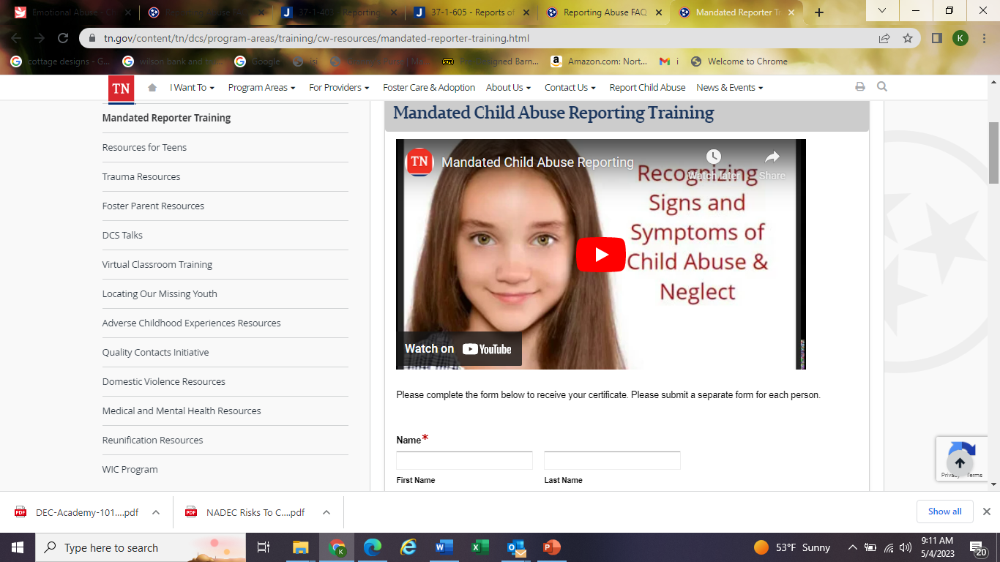 Emotional Abuse - Ch
Reporting Abuse FAQ
37-1-403 - Reporting
37-1-605 - Reports of
Reporting Abuse FAQ
Mandated Reporter Tr
tn.gov/content/tn/dcs/program-areas/training/cw-resources/mandated-reporter-training.html
K
cottage designs - G...
wilson bank and
Google
isi
Barn...
Amazon.com: Nort...
i
Welcome to Chrome
TN
I Want To
Program Areas
For Providers
Foster Care & Adoption
About Us
Contact Us
Report Child Abuse
News & Events
Mandated Reporter Training
Resources for Teens
Trauma Resources
Foster Parent Resources
DCS Talks
Virtual Classroom Training
Locating Our Missing Youth
Adverse Childhood Experiences Resources
Quality Contacts Initiative
Domestic Violence Resources
Medical and Mental Health Resources
Reunification Resources
WIC Program
Mandated Child Abuse Reporting Training
TN
Mandated Child Abuse Reporting
Watch later
Share
Recognizing
Signs and
Symptoms of
Child Abuse &
Neglect
Watch on YouTube
Please complete the form below to receive your certificate. Please submit a separate form for each person.
Name*
First Name
Last Name
Privacy Terms
DEC-Academy-101....pdf
NADEC Risks To C....pdf
Show all
Type here to search
53°F Sunny
9:11 AM
5/4/2023
20